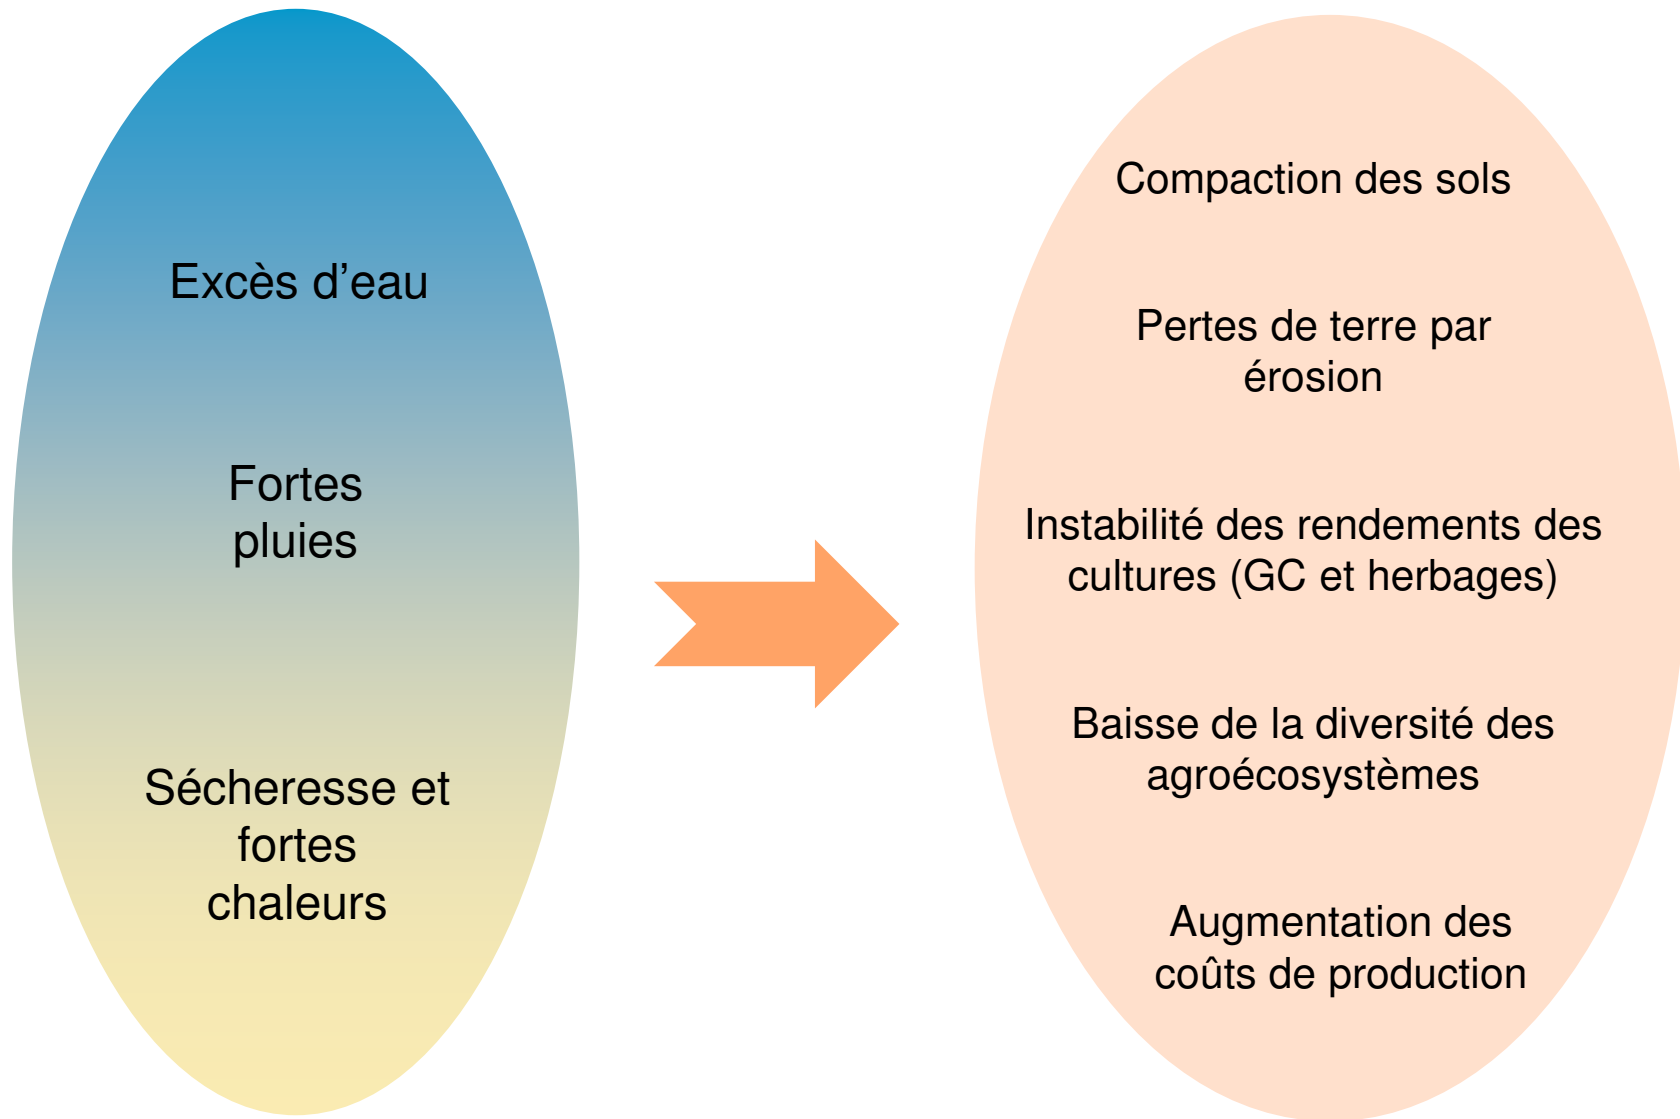 Excès d’eau
Fortes
pluies
Sécheresse et
fortes
chaleurs
Compaction des sols
Pertes de terre par
érosion
Instabilité des rendements des
cultures (GC et herbages)
Baisse de la diversité des
agroécosystèmes
Augmentation des
coûts de production